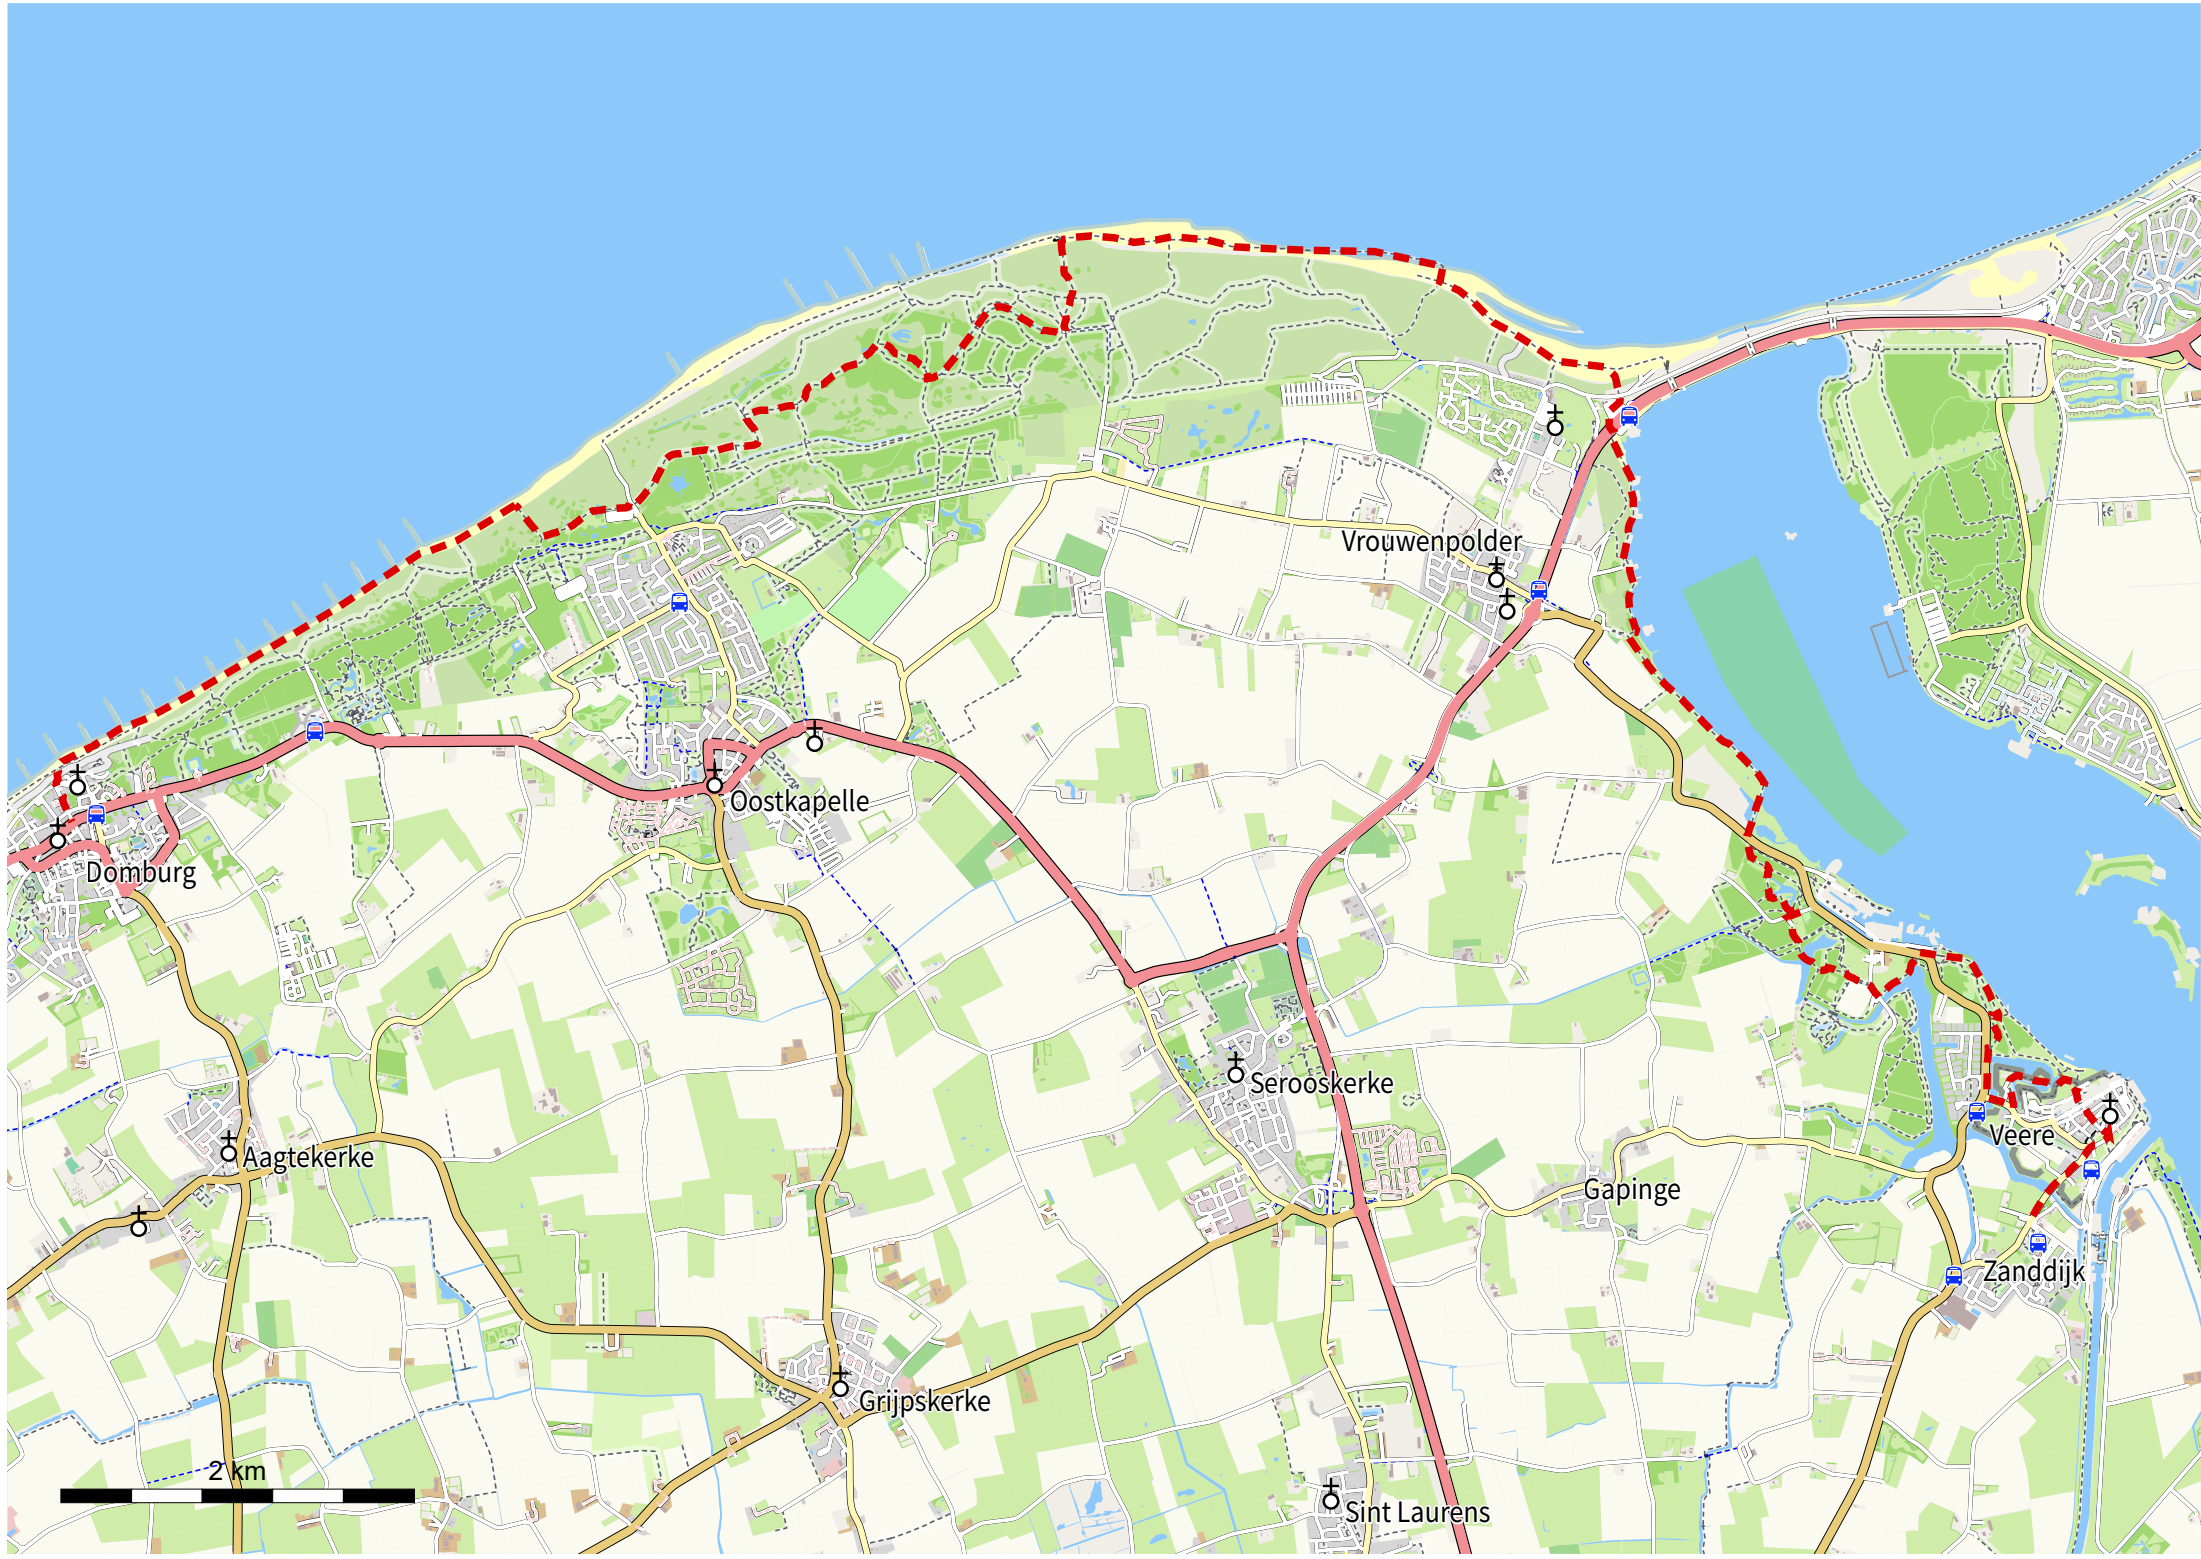 Vrouwenpolder
Oostkapelle
Domburg
Serooskerke
Veere
Aagtekerke
Gapinge
Zanddijk
Grijpskerke
2 km
Sint Laurens